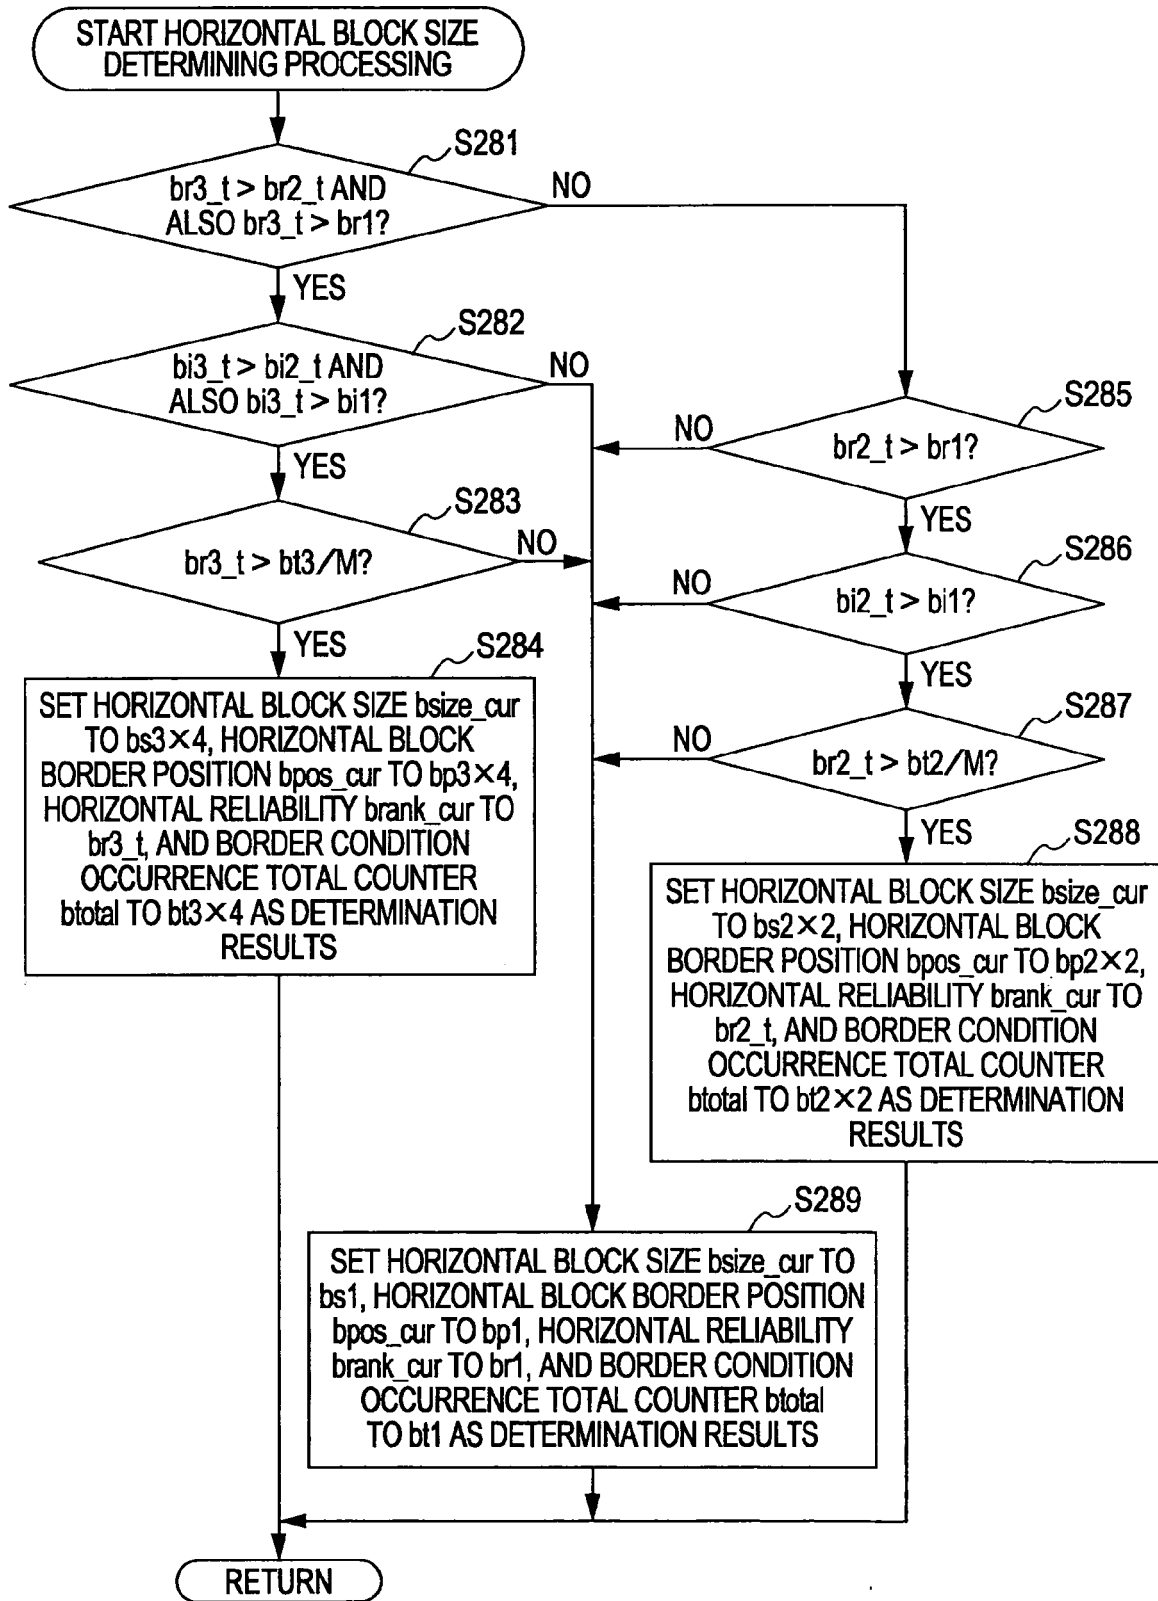 START HORIZONTAL BLOCK SIZE
DETERMINING PROCESSING
S281
br3_t > br2_t AND
ALSO br3_t > br1?
NO
YES
S282
bi3_t > bi2_t AND
ALSO bi3_t > bi1?
NO
YES
S283
br3_t > bt3/M?
NO
YES
S284
SET HORIZONTAL BLOCK SIZE bsize_cur
TO bs3×4, HORIZONTAL BLOCK
BORDER POSITION bpos_cur TO bp3×4,
HORIZONTAL RELIABILITY brank_cur TO
br3_t, AND BORDER CONDITION
OCCURRENCE TOTAL COUNTER
btotal TO bt3×4 AS DETERMINATION
RESULTS
S285
br2_t > br1?
NO
YES
S286
bi2_t > bi1?
NO
YES
S287
br2_t > bt2/M?
NO
YES
S288
SET HORIZONTAL BLOCK SIZE bsize_cur
TO bs2×2, HORIZONTAL BLOCK
BORDER POSITION bpos_cur TO bp2×2,
HORIZONTAL RELIABILITY brank_cur TO
br2_t, AND BORDER CONDITION
OCCURRENCE TOTAL COUNTER
btotal TO bt2×2 AS DETERMINATION
RESULTS
S289
SET HORIZONTAL BLOCK SIZE bsize_cur TO
bs1, HORIZONTAL BLOCK BORDER POSITION
bpos_cur TO bp1, HORIZONTAL RELIABILITY
brank_cur TO br1, AND BORDER CONDITION
OCCURRENCE TOTAL COUNTER btotal
TO bt1 AS DETERMINATION RESULTS
RETURN